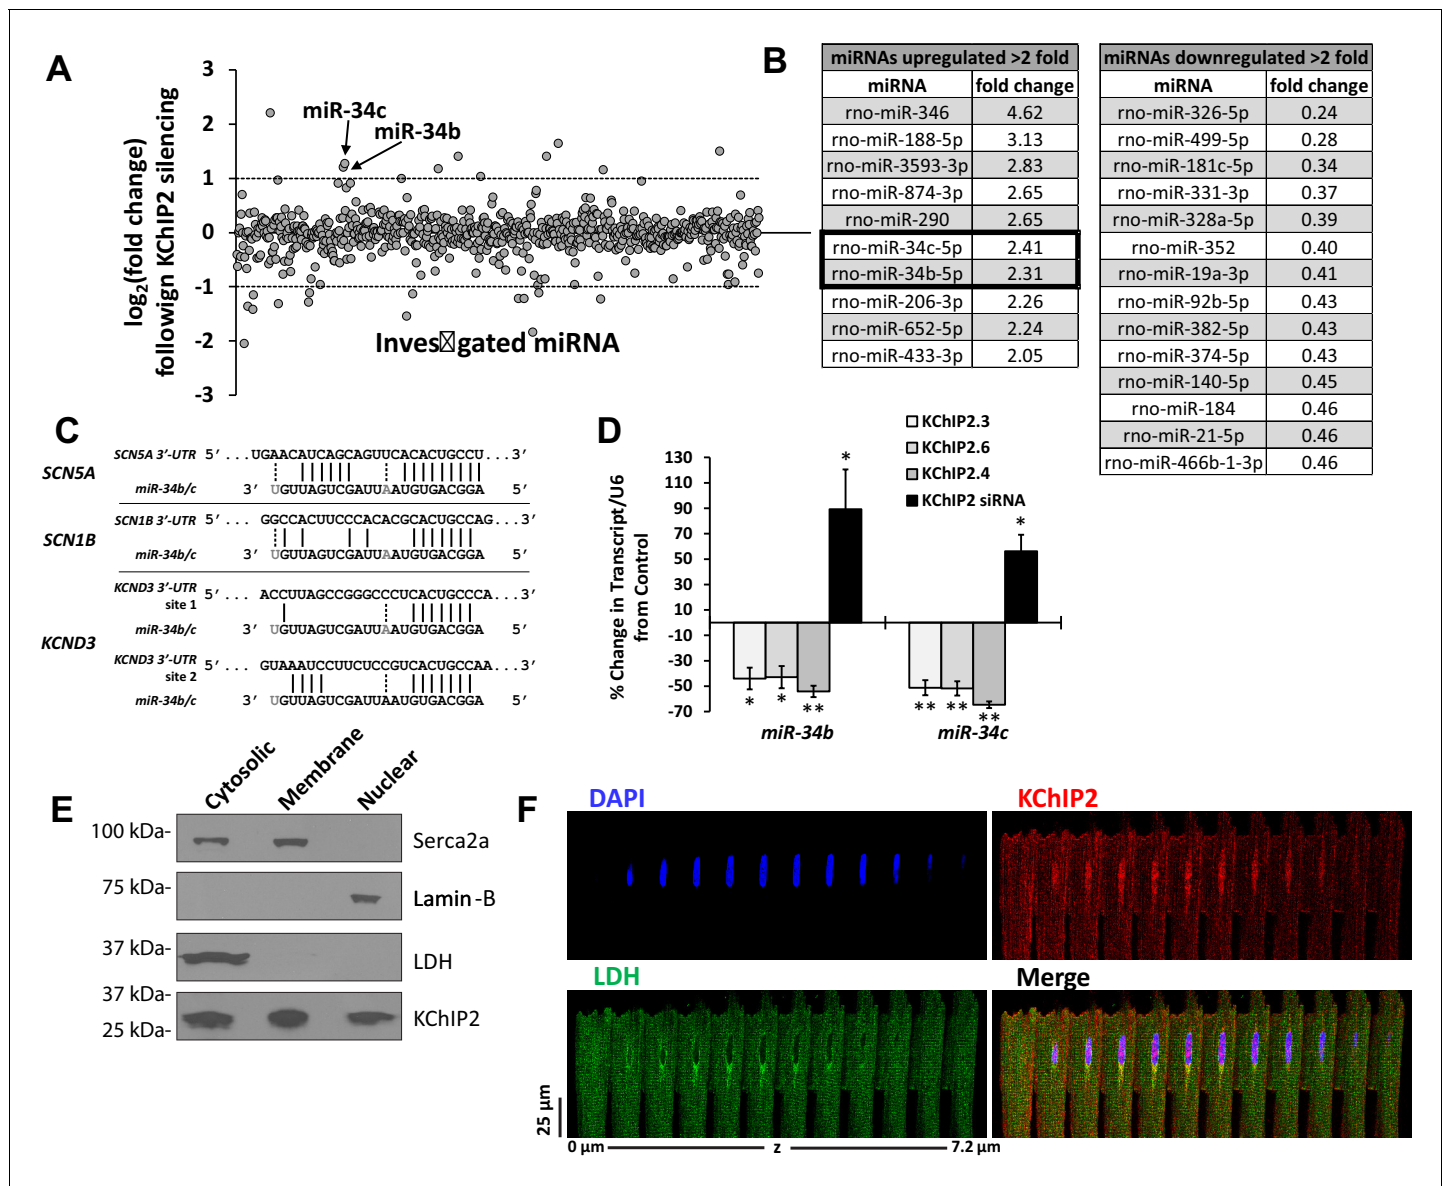 A
3
2
1
0
-1
-2
-3
log2(fold change)
followign KChIP2 silencing
miR-34c
miR-34b
Inves☒gated miRNA
B
miRNAs upregulated >2 fold
miRNA fold change
rno-miR-346 4.62
rno-miR-188-5p 3.13
rno-miR-3593-3p 2.83
rno-miR-874-3p 2.65
rno-miR-290 2.65
rno-miR-34c-5p 2.41
rno-miR-34b-5p 2.31
rno-miR-206-3p 2.26
rno-miR-652-5p 2.24
rno-miR-433-3p 2.05
miRNAs downregulated >2 fold
miRNA fold change
rno-miR-326-5p 0.24
rno-miR-499-5p 0.28
rno-miR-181c-5p 0.34
rno-miR-331-3p 0.37
rno-miR-328a-5p 0.39
rno-miR-352 0.40
rno-miR-19a-3p 0.41
rno-miR-92b-5p 0.43
rno-miR-382-5p 0.43
rno-miR-374-5p 0.43
rno-miR-140-5p 0.45
rno-miR-184 0.46
rno-miR-21-5p 0.46
rno-miR-466b-1-3p 0.46
C
SCN5A
SCN5A 3'-UTR 5' ...UGAACAUCAGCAGUUCACACUGCCU...3'
miR-34b/c 3' UGUUAGUCGAUUAAUGUGACGGA 5'
SCN1B
SCN1B 3'-UTR 5' ... GGCCACUUCCCACACGCACUGCCAG...3'
miR-34b/c 3' UGUUAGUCGAUUAAUGUGACGGA 5'
KCND3
KCND3 3'-UTR 5' ... ACCUUAGCCGGGCCCUCACUGCCCA...3'
site 1
miR-34b/c 3' UGUUAGUCGAUUAAUGUGACGGA 5'
KCND3 3'-UTR 5' ... GUAAAUCCUUCUCCGUCACUGCCAA...3'
site 2
miR-34b/c 3' UGUUAGUCGAUUAAUGUGACGGA 5'
D
KChIP2.3
KChIP2.6
KChIP2.4
KChIP2 siRNA
% Change in Transcript/U6
from Control
130
110
90
70
50
30
10
-10
-30
-50
-70
* * ** *
** ** ** *
miR-34b
miR-34c
E
Cytosolic
Membrane
Nuclear
100 kDa- Serca2a
75 kDa- Lamin -B
37 kDa- LDH
37 kDa-
25 kDa- KChIP2
F
DAPI
KChIP2
LDH
Merge
25 µm
0 µm z 7.2 µm